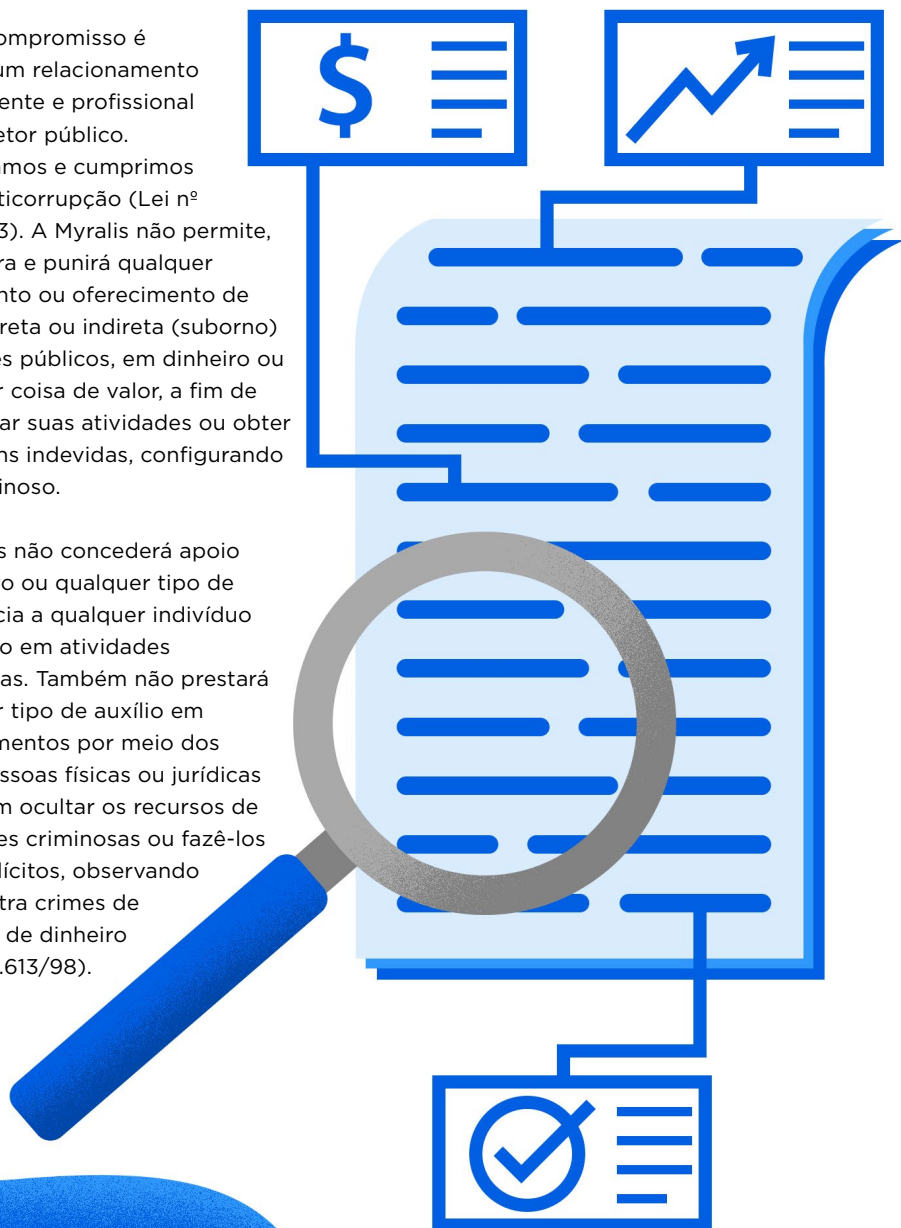 ompromisso é
um relacionamento
ente e profissional
etor público.
amos e cumprimos
ticorrupção (Lei nº
3). A Myralis não permite,
ra e punirá qualquer
nto ou oferecimento de
reta ou indireta (suborno)
es públicos, em dinheiro ou
r coisa de valor, a fim de
ar suas atividades ou obter
ns indevidas, configurando
inoso.
s não concederá apoio
o ou qualquer tipo de
cia a qualquer indivíduo
o em atividades
as. Também não prestará
r tipo de auxílio em
mentos por meio dos
ssoas físicas ou jurídicas
m ocultar os recursos de
es criminosas ou fazê-los
lícitos, observando
tra crimes de
de dinheiro
.613/98).
$